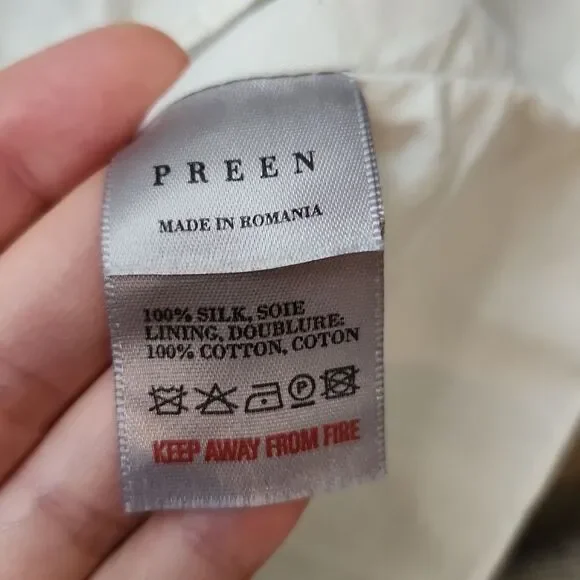 PREEN
MADE IN ROMANIA
100% SILK, SOIE
LINING, DOUBLURE:
100% COTTON, COTON
P
KEEP AWAY FROM FIRE